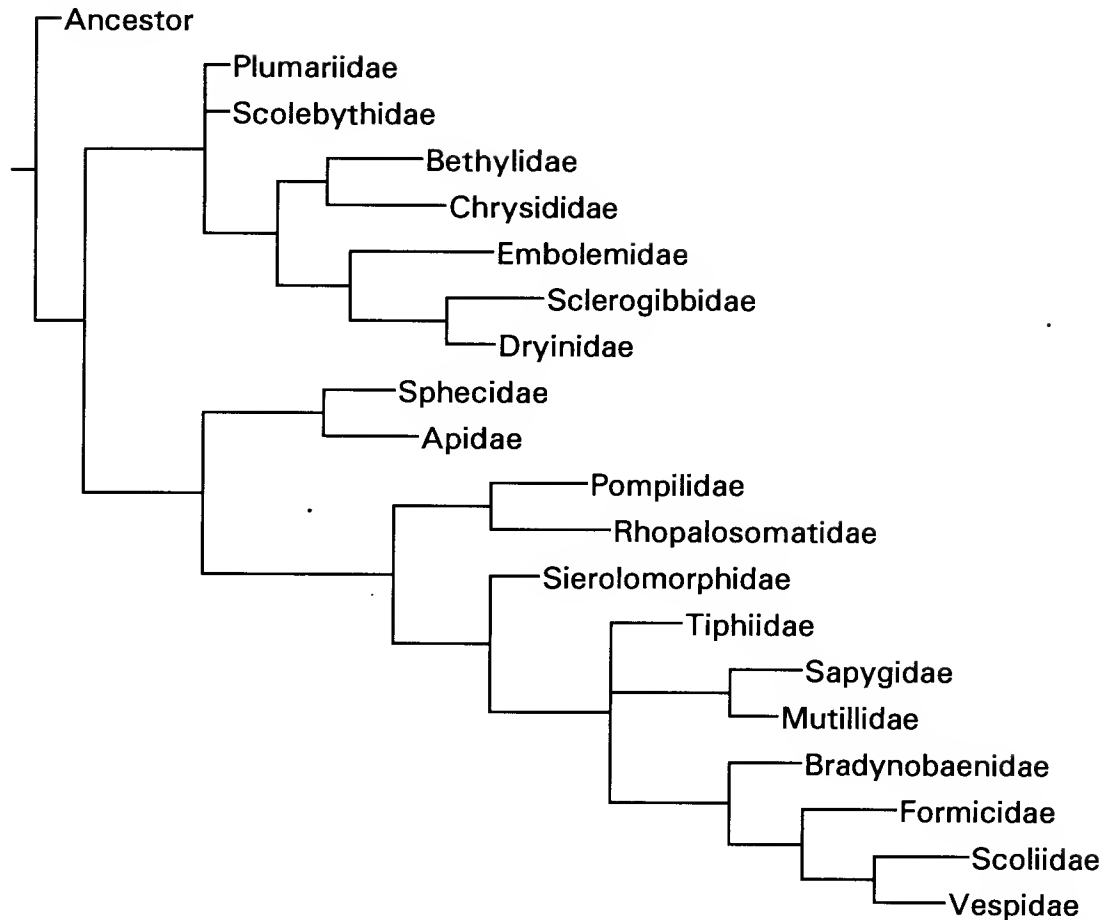 Ancestor
Plumariidae
Scolebythidae
Bethylidae
Chrysididae
Embolemidae
Sclerogibbidae
Dryinidae
Sphecidae
Apidae
Pompilidae
Rhopalosomatidae
Sierolomorphidae
Tiphiidae
Sapygidae
Mutillidae
Bradynobaenidae
Formicidae
Scoliidae
Vespidae